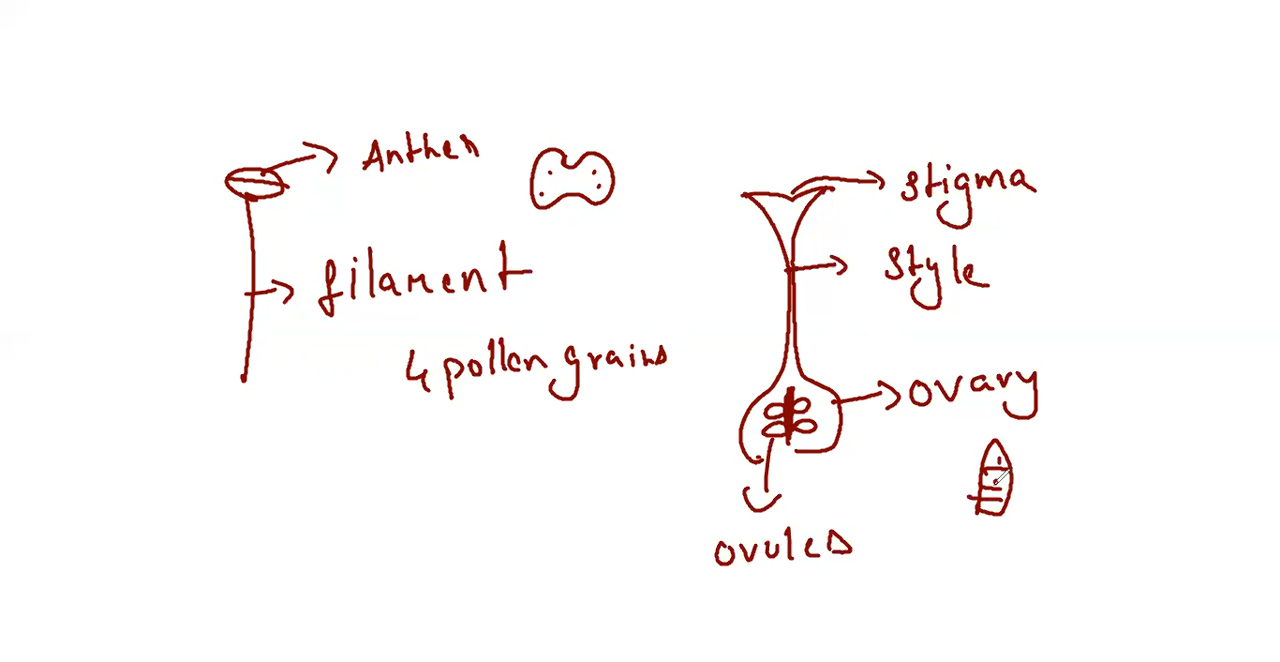 Anther
filament
4 pollen grains
stigma
style
ovary
ovules